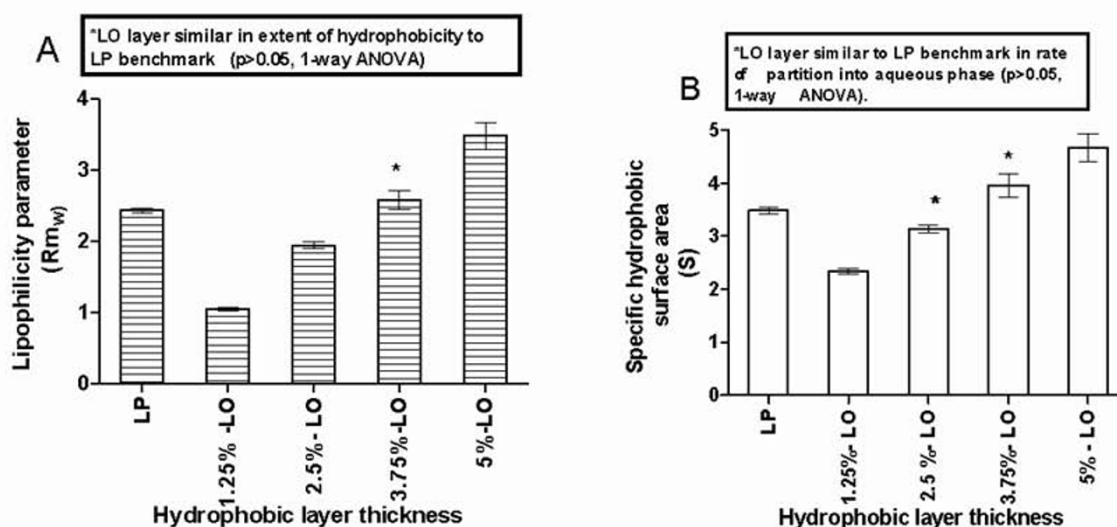 A
*LO layer similar in extent of hydrophobicity to
LP benchmark (p>0.05, 1-way ANOVA)
Lipophilicity parameter
(Rmw)
4
3
2
1
0
*
LP
1.25% -LO
2.5%- LO
3.75%-LO
5%-LO
Hydrophobic layer thickness
B
*LO layer similar to LP benchmark in rate
of partition into aqueous phase (p>0.05,
1-way ANOVA).
Specific hydrophobic
surface area
(S)
5
4
3
2
1
0
*
*
LP
1.25%- LO
2.5 %- LO
3.75%- LO
5% - LO
Hydrophobic layer thickness